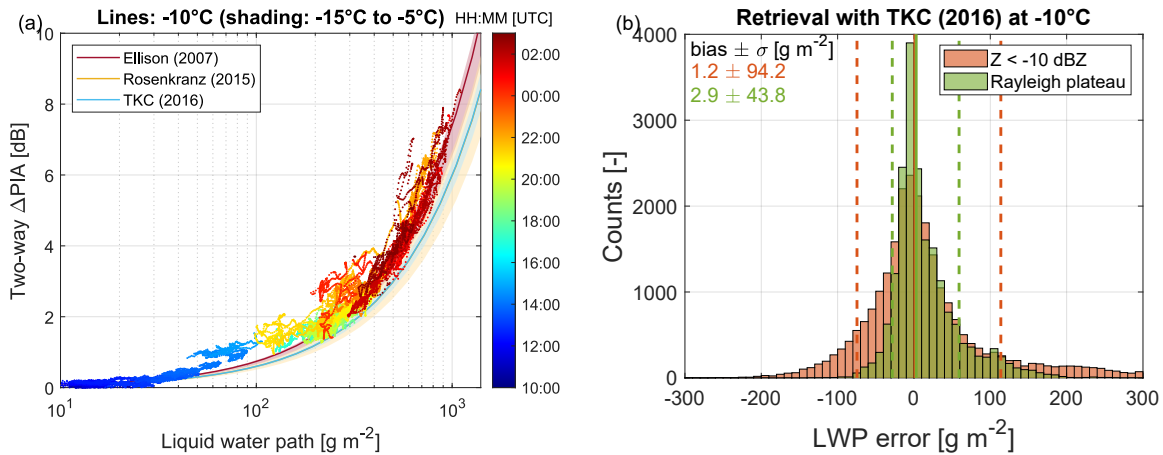 (a)
Lines: -10°C (shading: -15°C to -5°C)
HH:MM [UTC]
10
8
6
4
2
0
Two-way ΔPIA [dB]
Ellison (2007)
Rosenkranz (2015)
TKC (2016)
10¹
10²
10³
Liquid water path [g m⁻²]
02:00
00:00
22:00
20:00
18:00
16:00
14:00
12:00
10:00
(b)
Retrieval with TKC (2016) at -10°C
4000
3000
2000
1000
0
Counts [-]
bias ± σ [g m⁻²]
1.2 ± 94.2
2.9 ± 43.8
Z < -10 dBZ
Rayleigh plateau
-300
-200
-100
0
100
200
300
LWP error [g m⁻²]